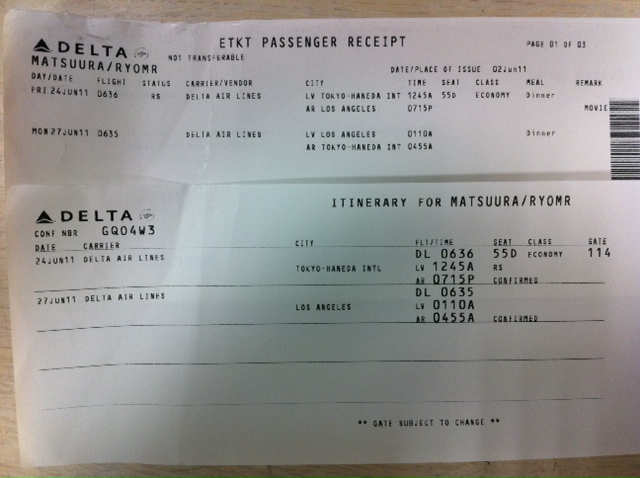 DELTA ETKT PASSENGER RECEIPT PAGE 01 OF 03
MATSUURA/RYOMR NOT TRANSFERABLE
DATE/PLACE OF ISSUE 02Jun11
DAY/DATE FLIGHT STATUS CARRIER/VENDOR CITY TIME SEAT CLASS MEAL REMARK
FRI 24JUN11 0636 RS DELTA AIR LINES LV TOKYO-HANEDA INT 1245A 55D ECONOMY Dinner
AR LOS ANGELES 0715P MOVIE
MON 27JUN11 0635 DELTA AIR LINES LV LOS ANGELES 0110A Dinner
AR TOKYO-HANEDA INT 0455A
DELTA ITINERARY FOR MATSUURA/RYOMR
CONF NBR GQ04W3
DATE CARRIER CITY FLT/TIME SEAT CLASS GATE
24JUN11 DELTA AIR LINES DL 0636 55D ECONOMY 114
TOKYO-HANEDA INTL LV 1245A RS
AR 0715P CONFIRMED
27JUN11 DELTA AIR LINES DL 0635
LOS ANGELES LV 0110A
AR 0455A CONFIRMED
** GATE SUBJECT TO CHANGE **